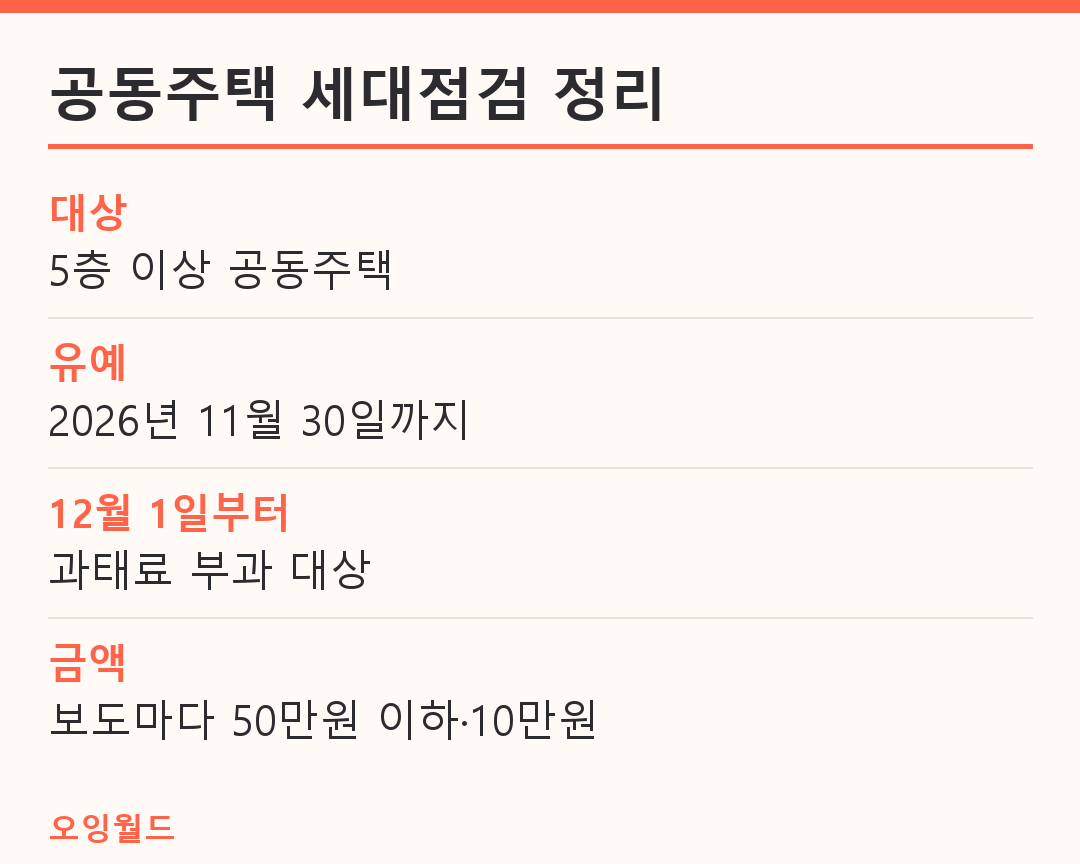 공동주택 세대점검 정리
대상
5층 이상 공동주택
유예
2026년 11월 30일까지
12월 1일부터
과태료 부과 대상
금액
보도마다 50만원 이하·10만원
오잉월드